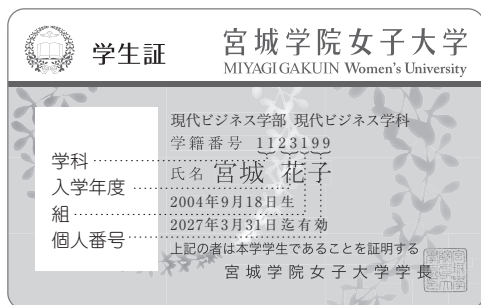 学生証
宮城学院女子大学
MIYAGI GAKUIN Women's University
現代ビジネス学部 現代ビジネス学科
学籍番号 1123199
氏名 宮城 花子
2004年9月18日生
2027年3月31日迄有効
上記の者は本学学生であることを証明する
宮城学院女子大学学長
学科
入学年度
組
個人番号